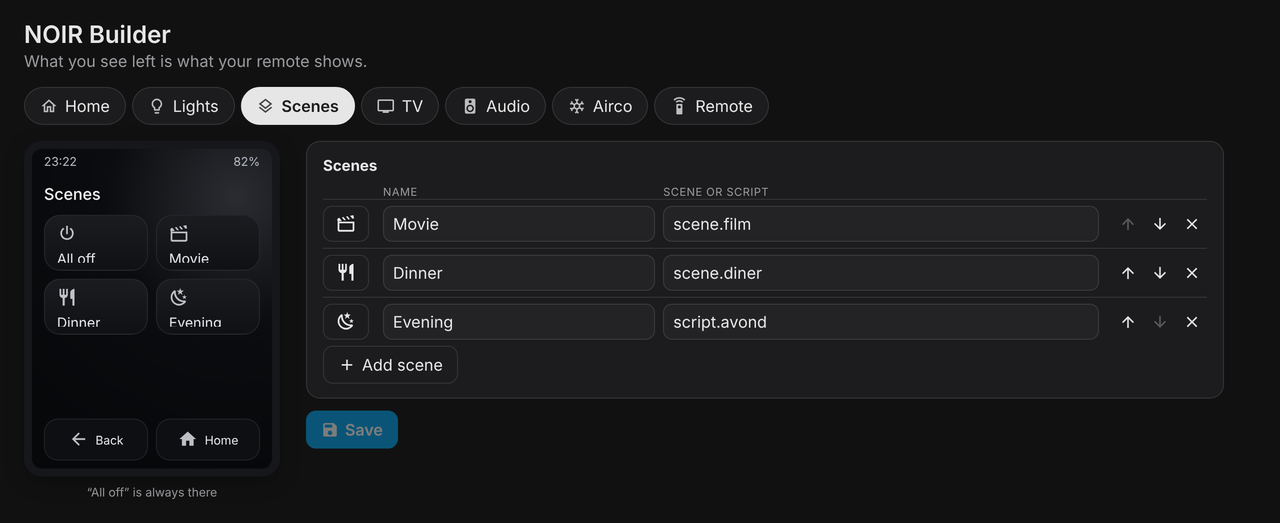 NOIR Builder
What you see left is what your remote shows.
Home Lights Scenes TV Audio Airco Remote
23:22 82%
Scenes
All off Movie
Dinner Evening
Back Home
“All off” is always there
Scenes
NAME SCENE OR SCRIPT
Movie scene.film
Dinner scene.diner
Evening script.avond
+ Add scene
Save